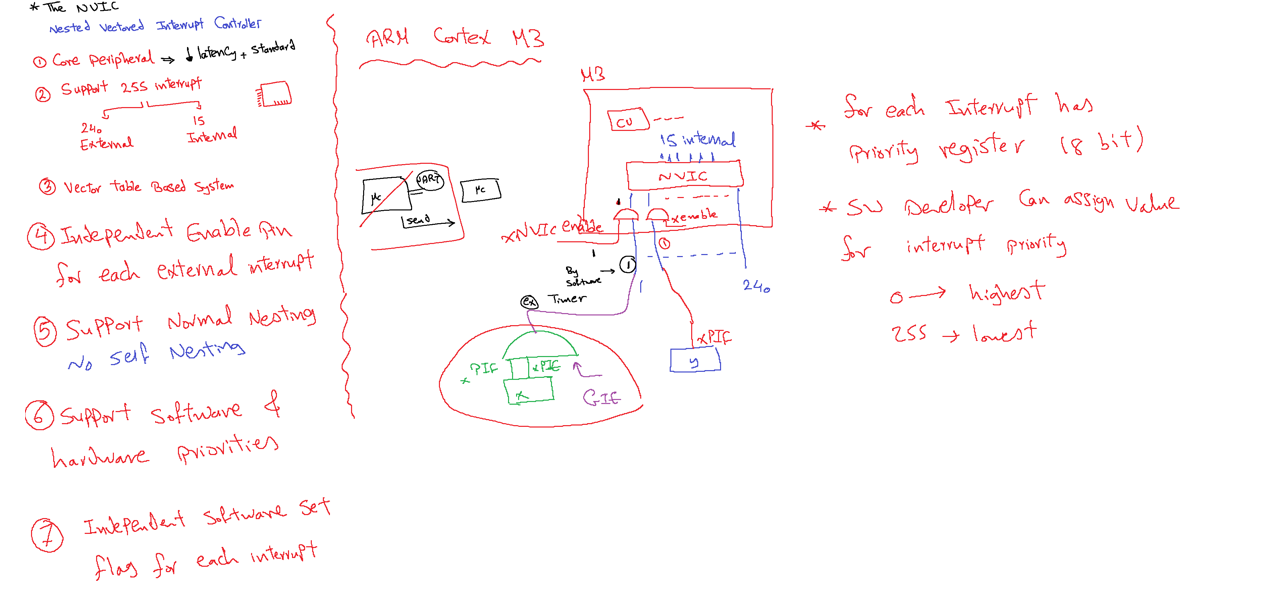 * The NVIC
Nested Vectored Interrupt Controller
① Core Peripheral ⇒ ↓ latency + standard
② Support 255 interrupt
240
External
15
Internal
③ Vector Table Based System
④ Independent Enable Pin
for each external interrupt
⑤ Support Normal Nesting
No Self Nesting
⑥ Support Software &
hardware priorities
⑦ Independent Software Set
flag for each interrupt
ARM Cortex M3
μc
UART
send
μc
M3
CU
15 internal
NVIC
xNVIC enable
x enable
1
①
By
software
①
1
240
ex
Timer
x PIF
xPIE
x
GIE
xPIF
y
* for each Interrupt has
Priority register (8 bit)
* SW Developer Can assign value
for interrupt priority
0 → highest
255 → lowest